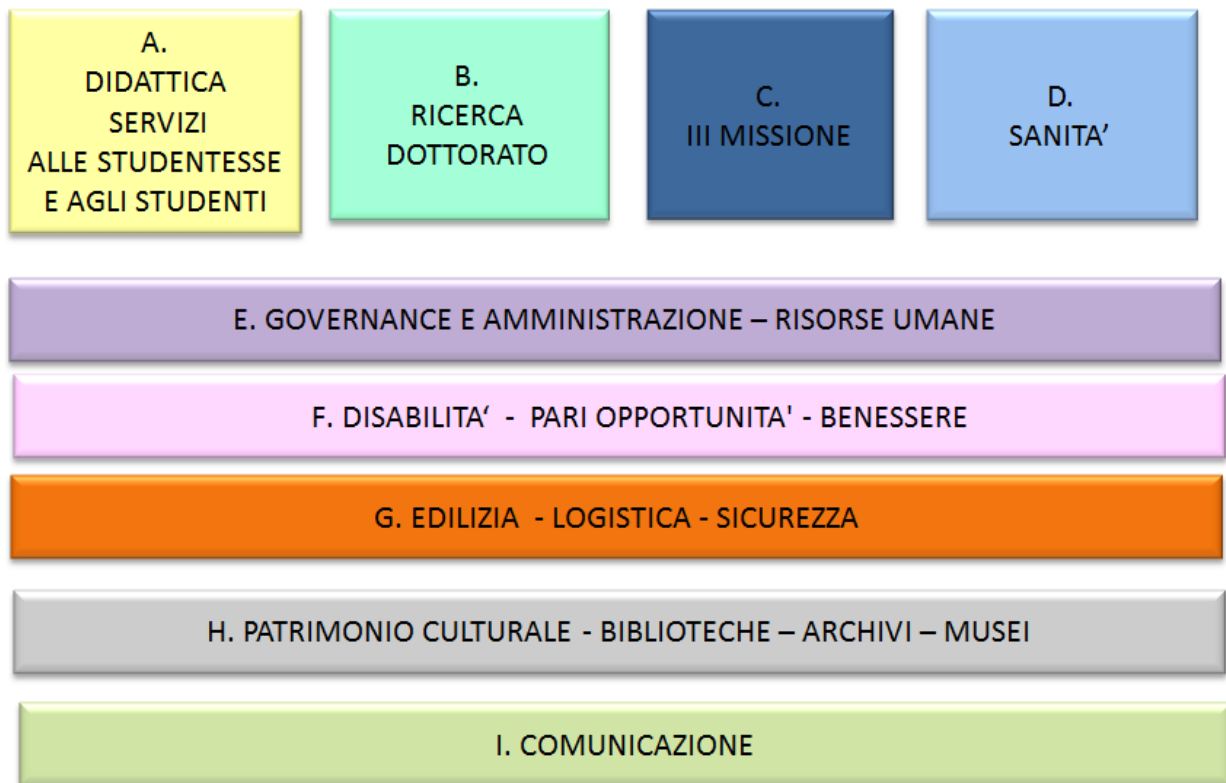 A.
DIDATTICA
SERVIZI
ALLE STUDENTESSE
E AGLI STUDENTI
B.
RICERCA
DOTTORATO
C.
III MISSIONE
D.
SANITA’
E. GOVERNANCE E AMMINISTRAZIONE – RISORSE UMANE
F. DISABILITA‘ - PARI OPPORTUNITA' - BENESSERE
G. EDILIZIA - LOGISTICA - SICUREZZA
H. PATRIMONIO CULTURALE - BIBLIOTECHE – ARCHIVI – MUSEI
I. COMUNICAZIONE